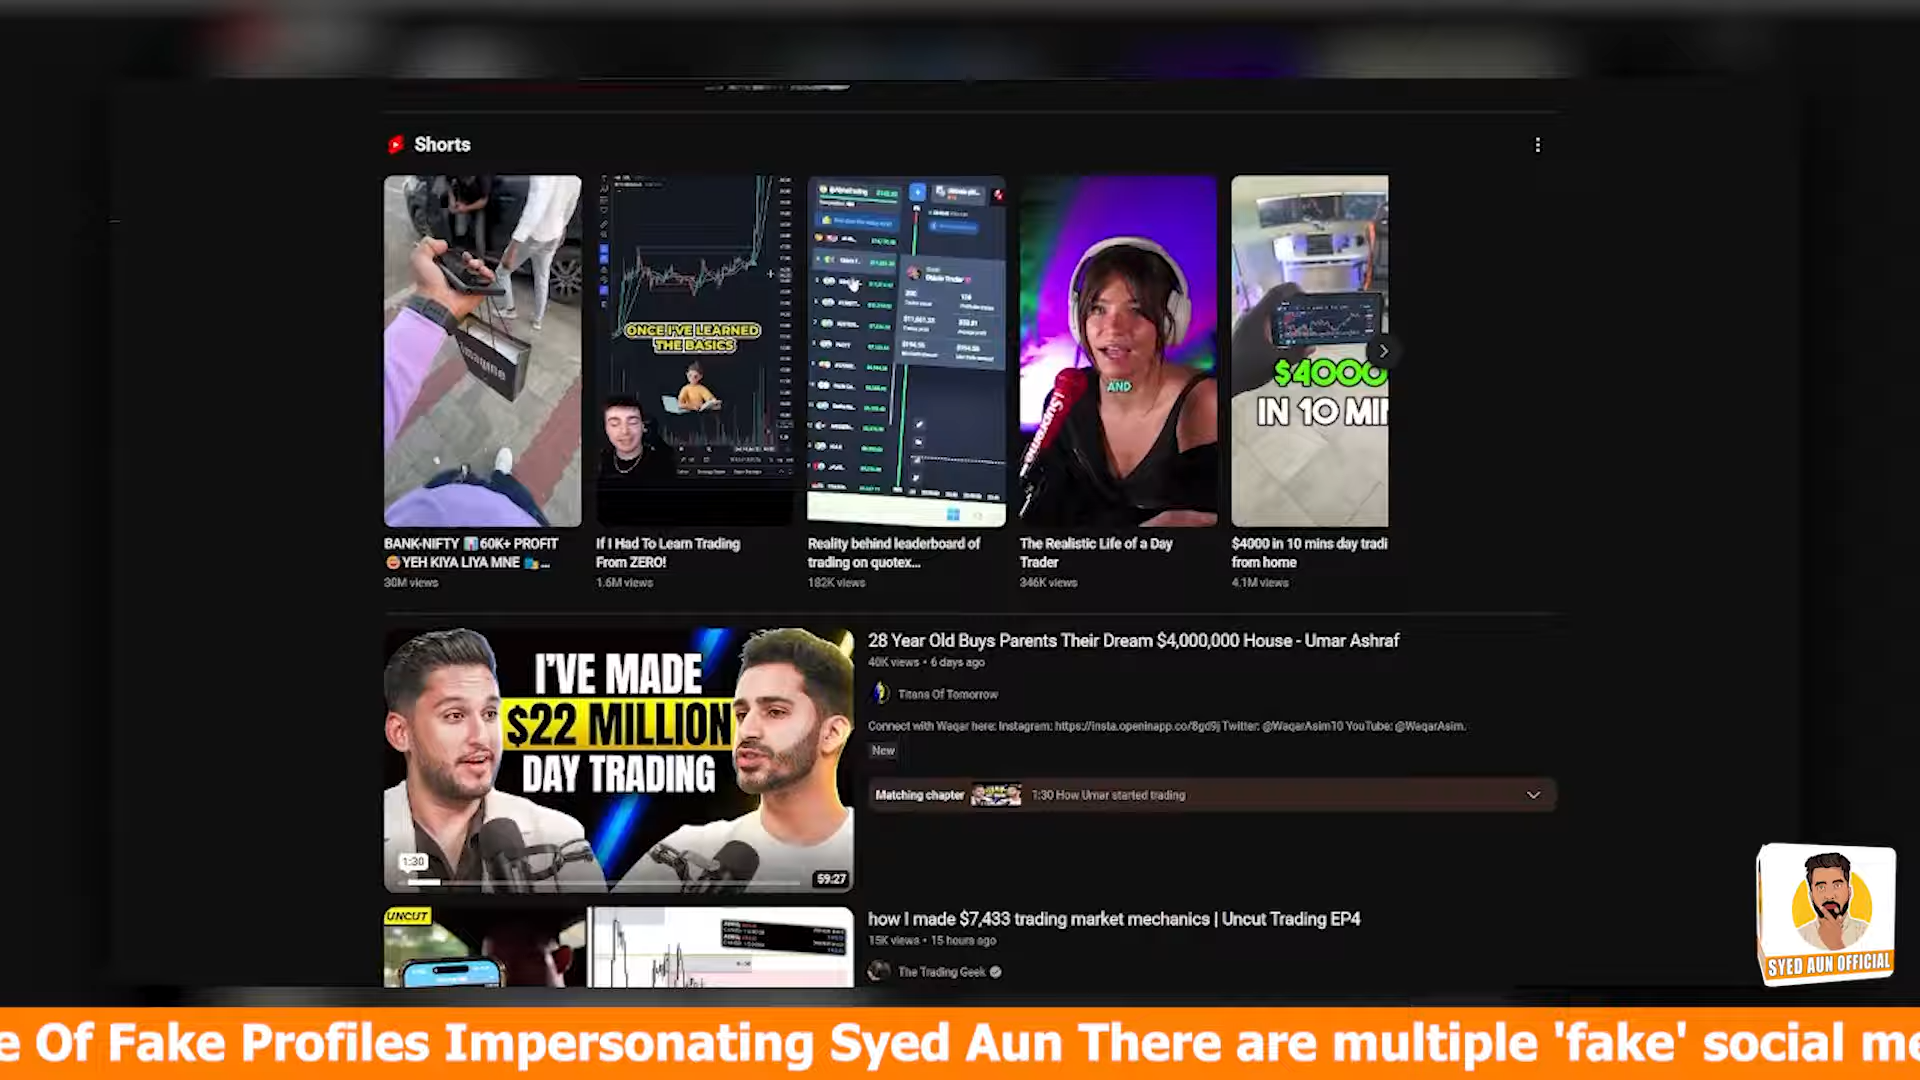 Shorts
imagine
ONCE I'VE LEARNED
THE BASICS
Supreme
AND
$4000
IN 10 MIN
BANK-NIFTY 📊60K+ PROFIT
😍YEH KIYA LIYA MNE 🛍️...
30M views
If I Had To Learn Trading
From ZERO!
1.6M views
Reality behind leaderboard of
trading on quotex...
182K views
The Realistic Life of a Day
Trader
346K views
$4000 in 10 mins day tradi
from home
4.1M views
I'VE MADE
$22 MILLION
DAY TRADING
1:30
59:27
28 Year Old Buys Parents Their Dream $4,000,000 House - Umar Ashraf
40K views • 6 days ago
Titans Of Tomorrow
Connect with Waqar here: Instagram: https://insta.openinapp.co/8gd9j Twitter: @WaqarAsim10 YouTube: @WaqarAsim.
New
Matching chapter
1:30 How Umar started trading
UNCUT
how I made $7,433 trading market mechanics | Uncut Trading EP4
15K views • 15 hours ago
The Trading Geek
SYED AUN OFFICIAL
e Of Fake Profiles Impersonating Syed Aun There are multiple 'fake' social me